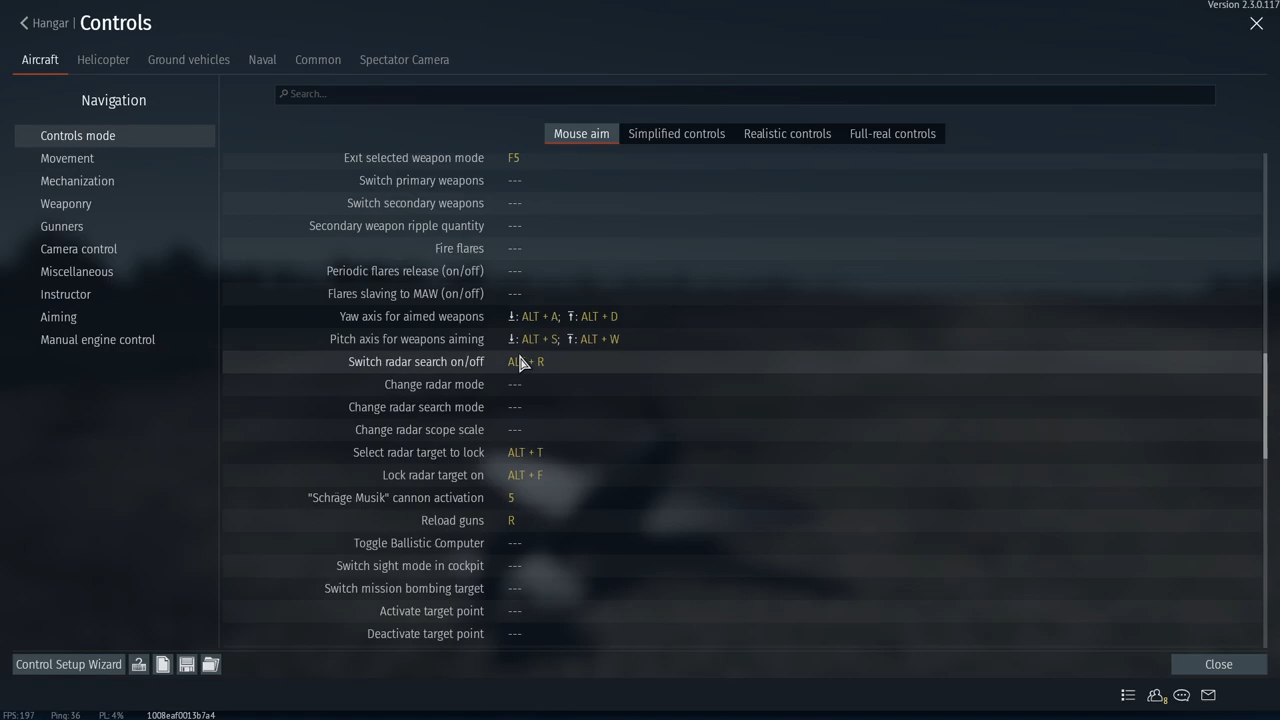 Version 2.3.0.117
Hangar | Controls
Aircraft Helicopter Ground vehicles Naval Common Spectator Camera
Navigation
Search...
Controls mode
Movement
Mechanization
Weaponry
Gunners
Camera control
Miscellaneous
Instructor
Aiming
Manual engine control
Mouse aim Simplified controls Realistic controls Full-real controls
Exit selected weapon mode F5
Switch primary weapons ---
Switch secondary weapons ---
Secondary weapon ripple quantity ---
Fire flares ---
Periodic flares release (on/off) ---
Flares slaving to MAW (on/off) ---
Yaw axis for aimed weapons ⤓: ALT + A; ⤒: ALT + D
Pitch axis for weapons aiming ⤓: ALT + S; ⤒: ALT + W
Switch radar search on/off ALT + R
Change radar mode ---
Change radar search mode ---
Change radar scope scale ---
Select radar target to lock ALT + T
Lock radar target on ALT + F
"Schräge Musik" cannon activation 5
Reload guns R
Toggle Ballistic Computer ---
Switch sight mode in cockpit ---
Switch mission bombing target ---
Activate target point ---
Deactivate target point ---
Control Setup Wizard
Close
8
FPS:197 Ping:36 PL: 4% 1008eaf0013b7a4